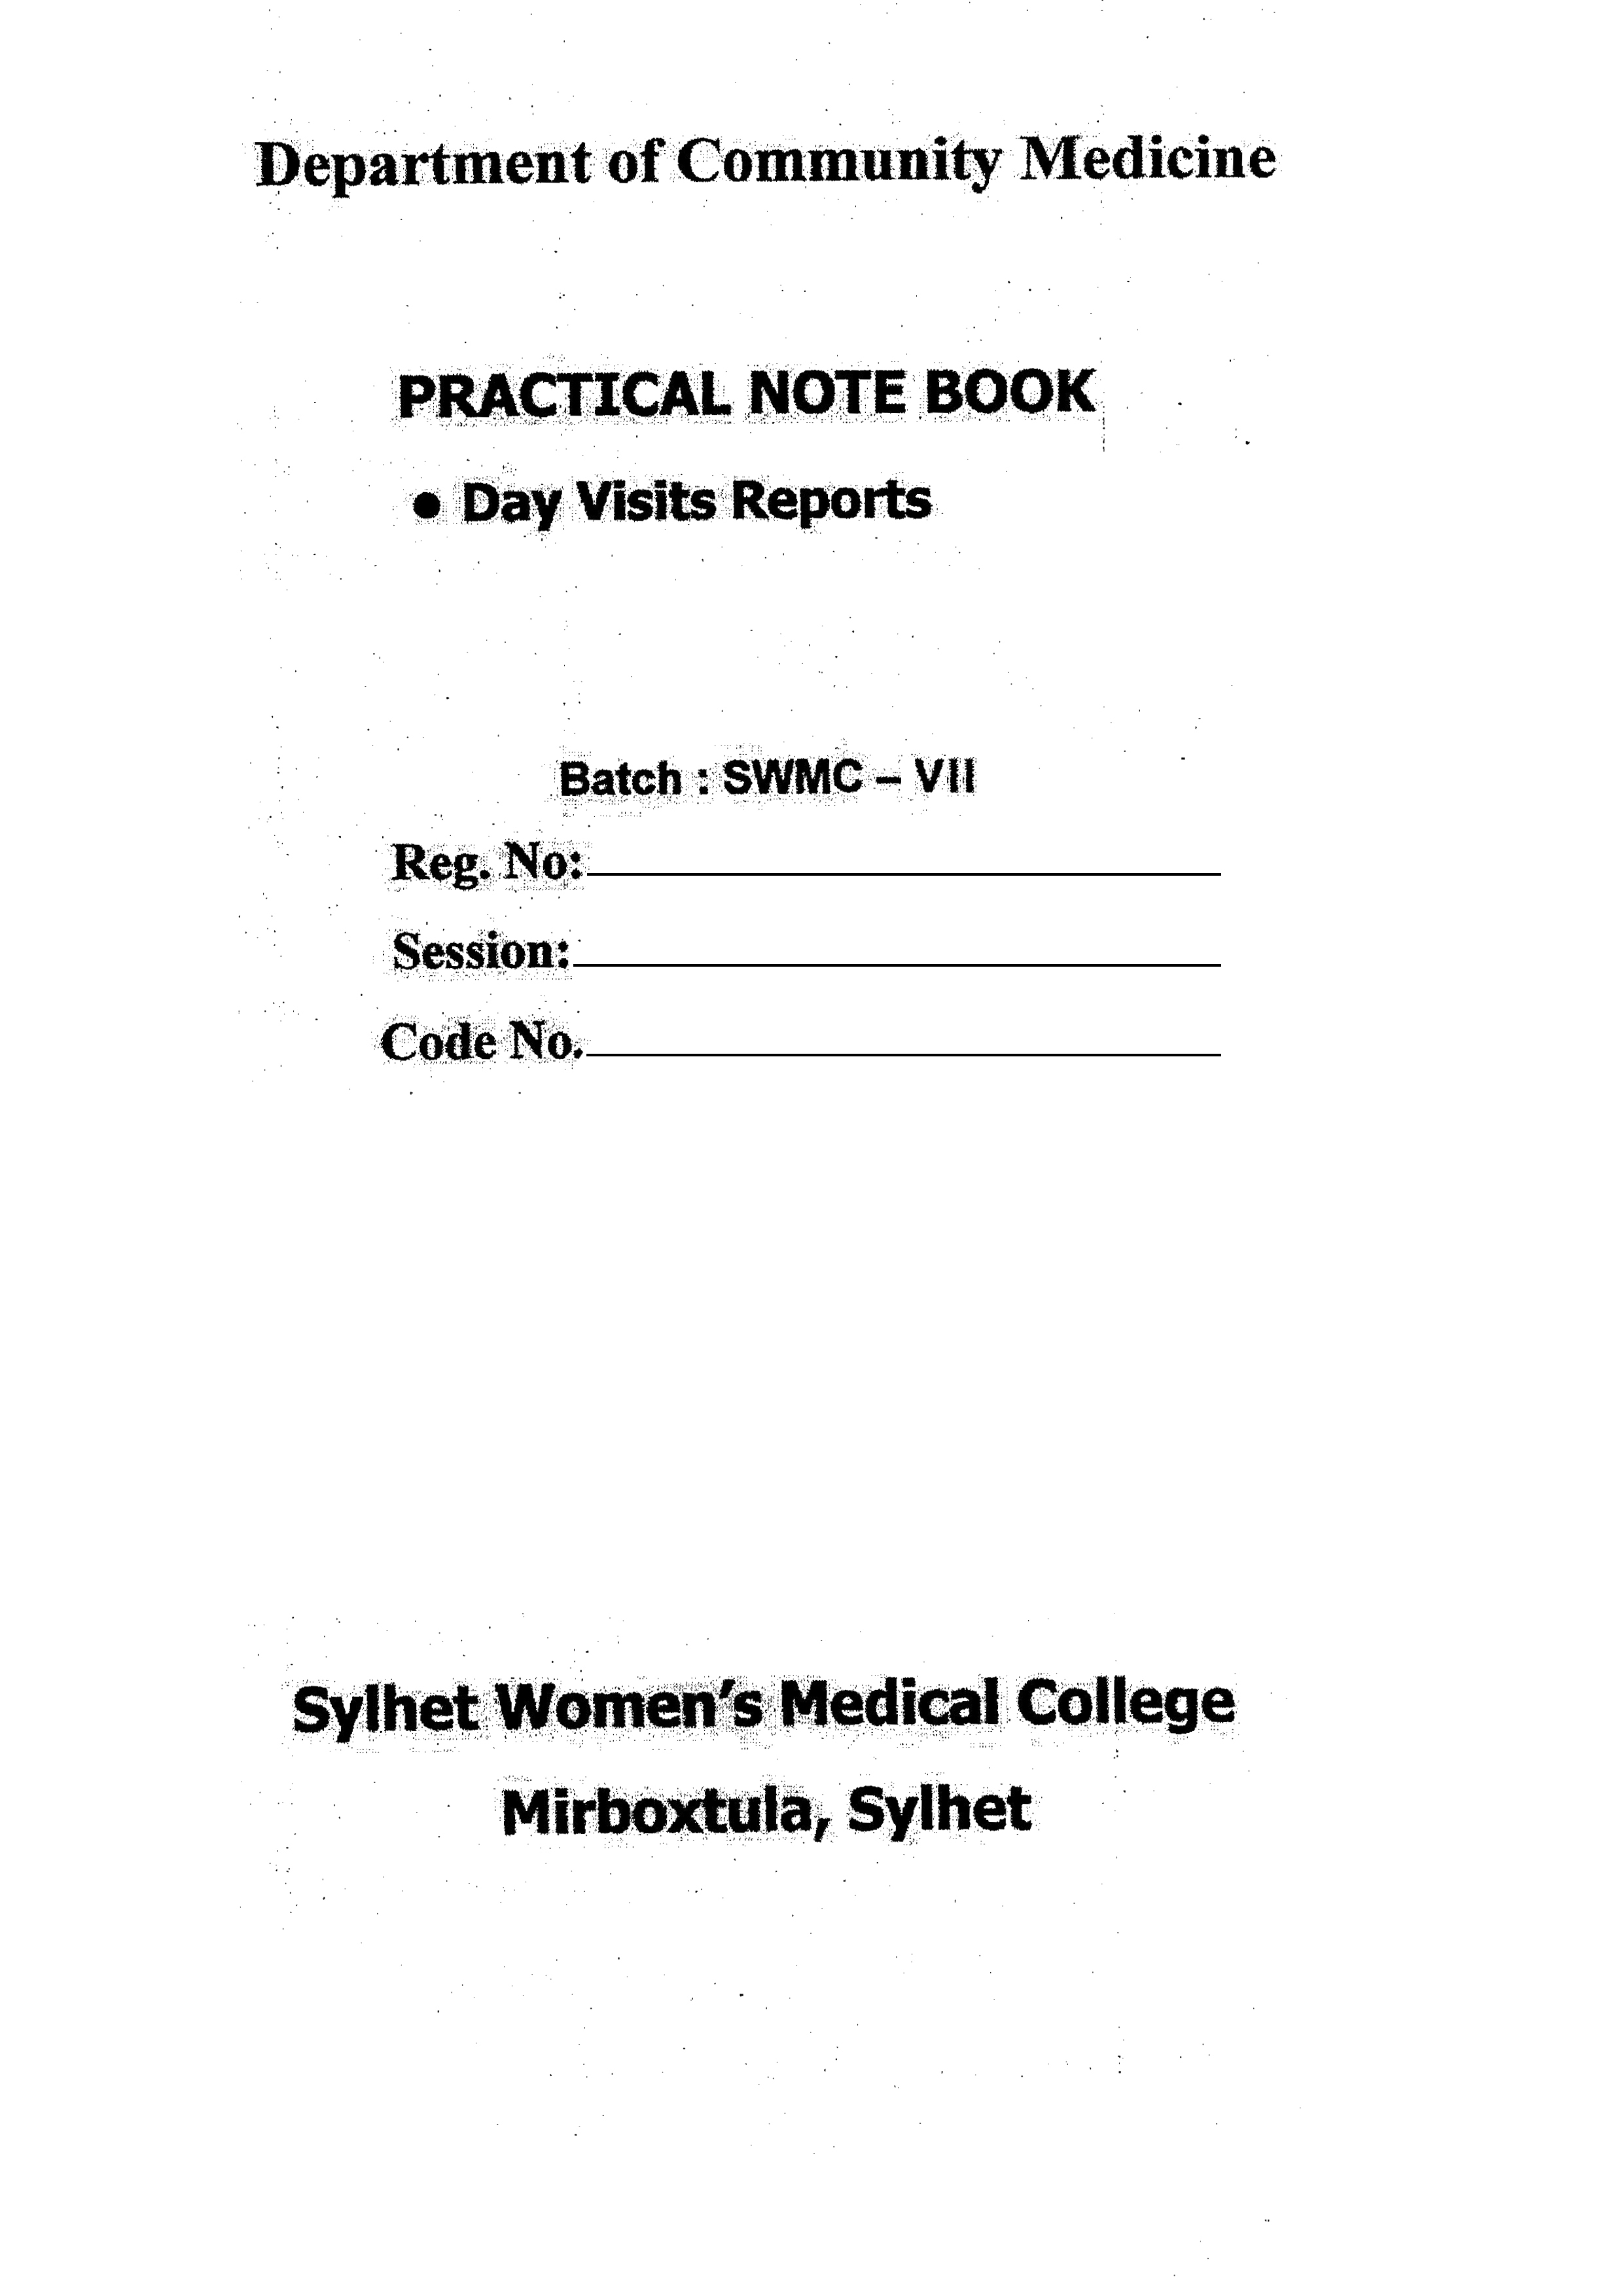 Department of Community Medicine
PRACTICAL NOTE BOOK
• Day Visits Reports
Batch : SWMC – VII
Reg. No:
Session:
Code No.
Sylhet Women's Medical College
Mirboxtula, Sylhet